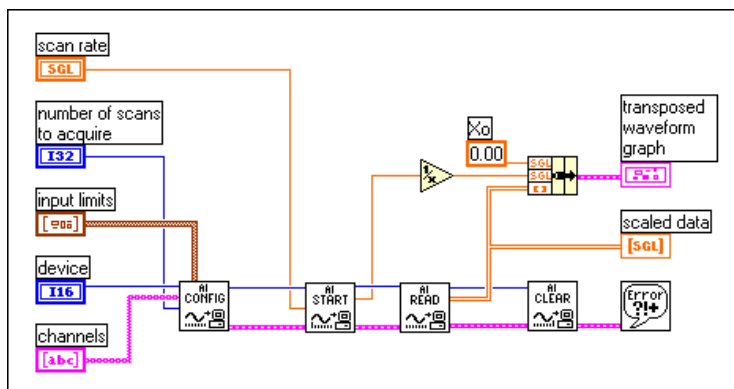 scan rate
SGL
number of scans
to acquire
I32
input limits
device
I16
channels
[abc]
AI
CONFIG
AI
START
AI
READ
AI
CLEAR
1/x
Xo
0.00
SGL
SGL
transposed
waveform
graph
scaled data
[SGL]
Error
?!+